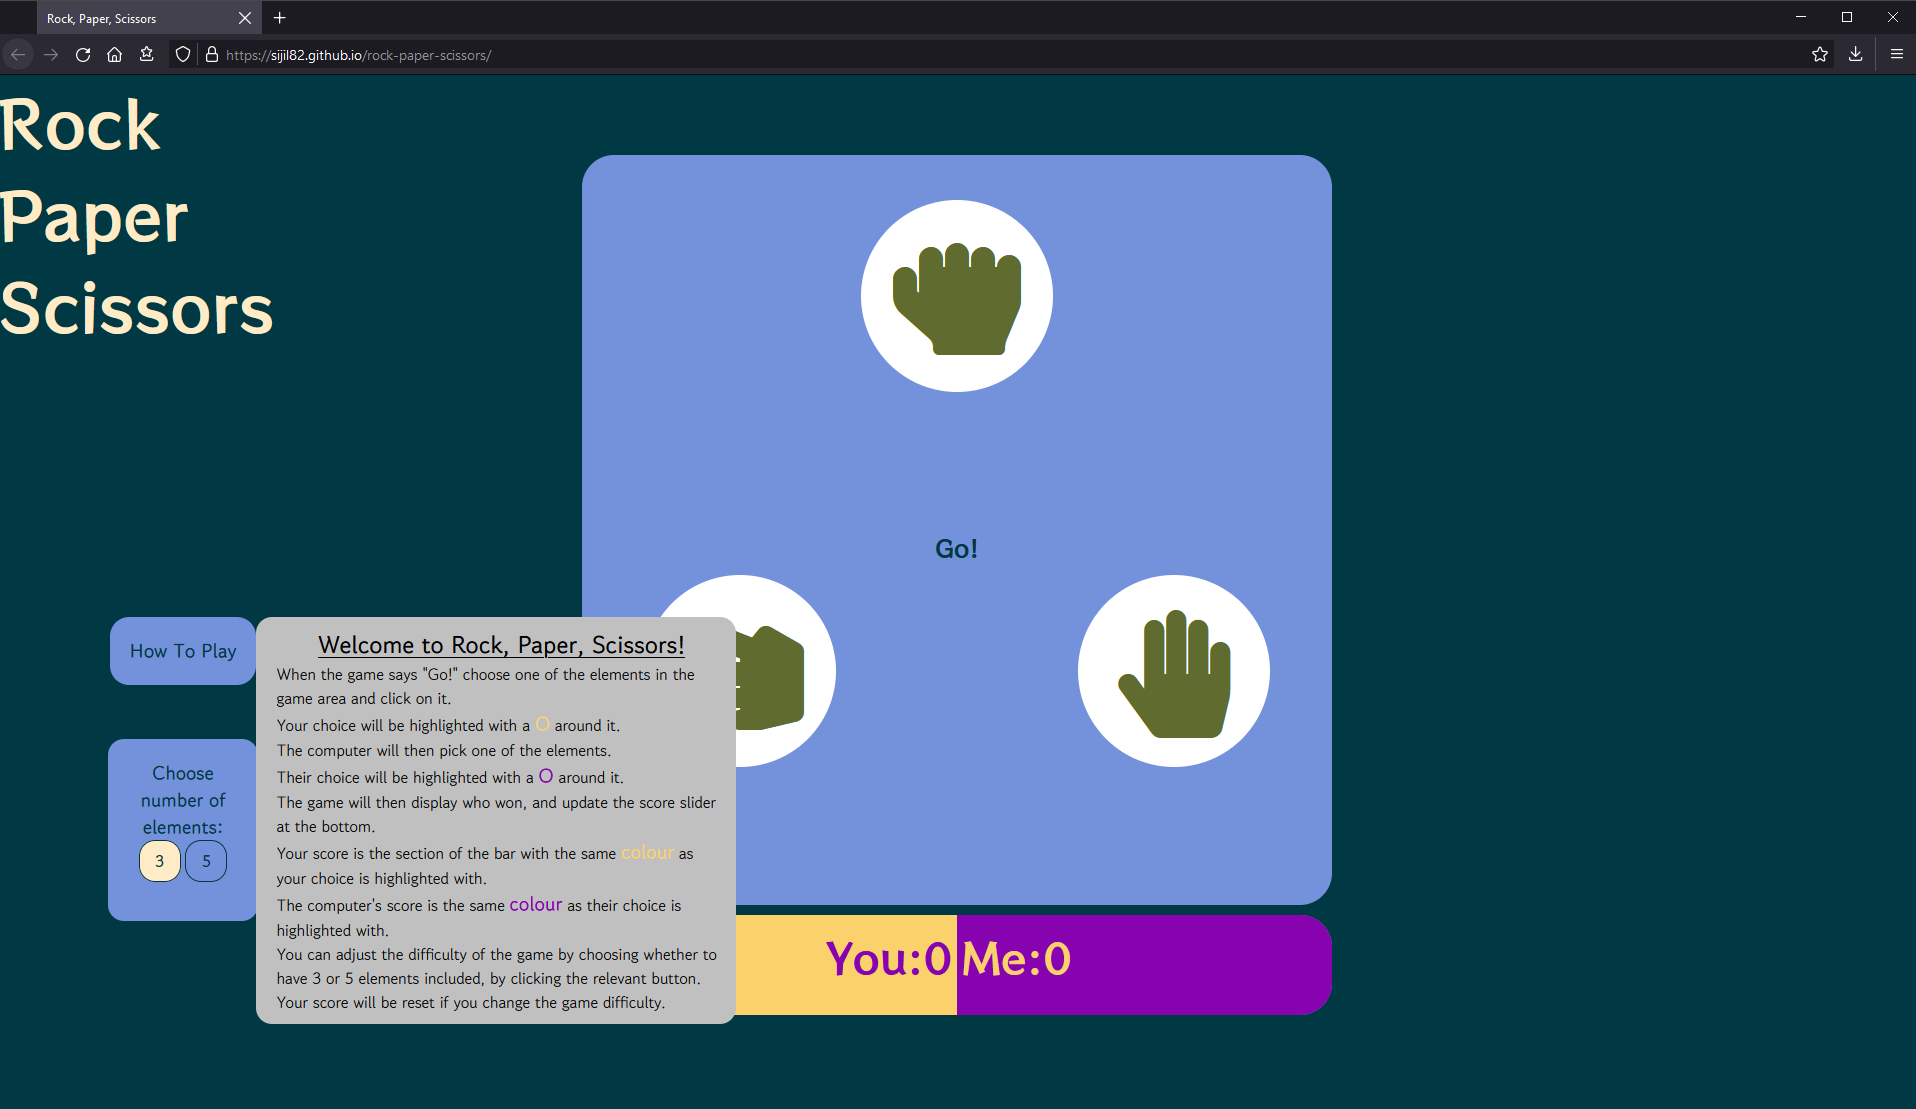 Rock, Paper, Scissors
https://sijil82.github.io/rock-paper-scissors/
Rock
Paper
Scissors
Go!
How To Play
Welcome to Rock, Paper, Scissors!
When the game says "Go!" choose one of the elements in the
game area and click on it.
Your choice will be highlighted with a O around it.
The computer will then pick one of the elements.
Their choice will be highlighted with a O around it.
The game will then display who won, and update the score slider
at the bottom.
Your score is the section of the bar with the same colour as
your choice is highlighted with.
The computer's score is the same colour as their choice is
highlighted with.
You can adjust the difficulty of the game by choosing whether to
have 3 or 5 elements included, by clicking the relevant button.
Your score will be reset if you change the game difficulty.
Choose
number of
elements:
3 5
You:0 Me:0